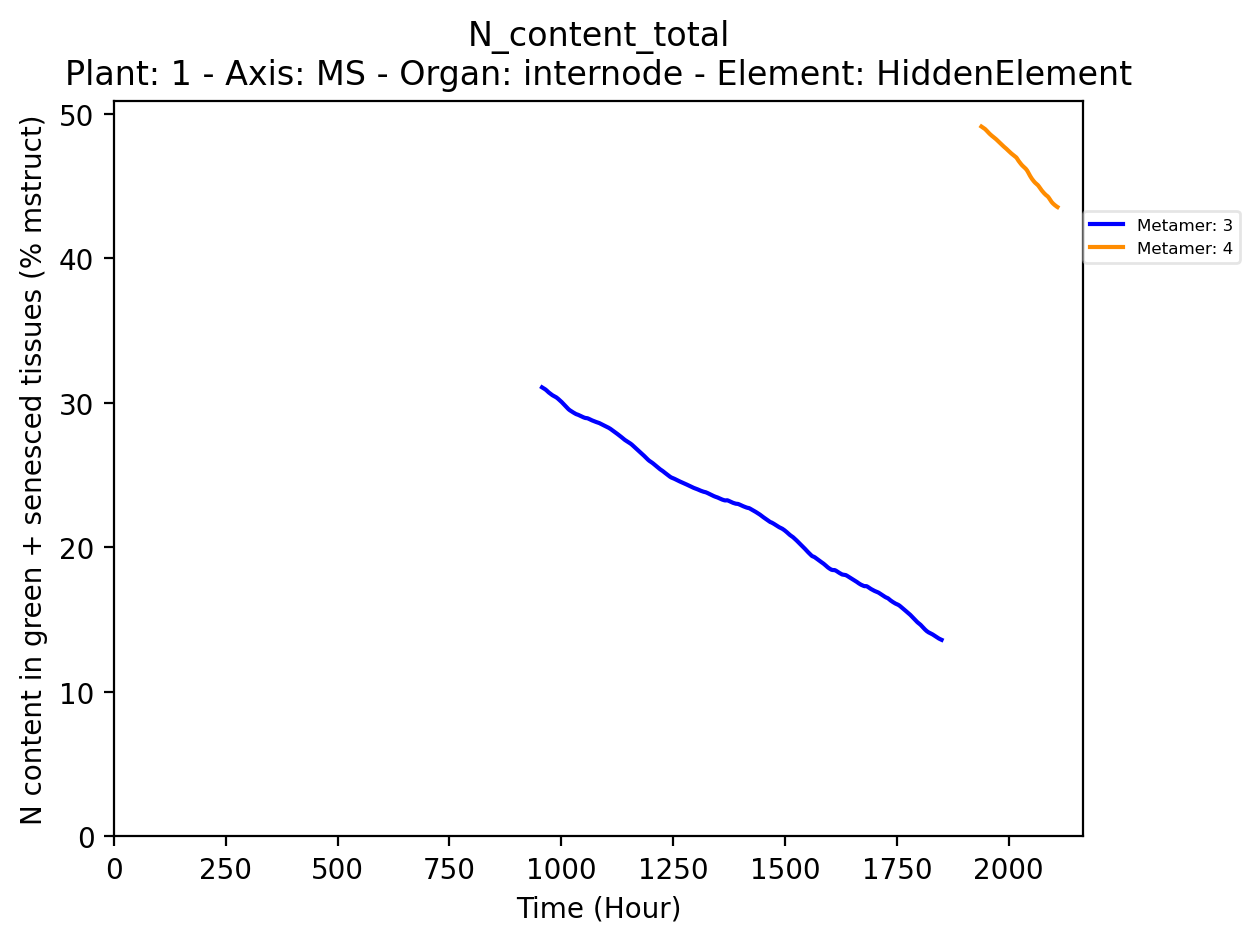 N_content_total
Plant: 1 - Axis: MS - Organ: internode - Element: HiddenElement
N content in green + senesced tissues (% mstruct)
50
40
30
20
10
0
Metamer: 3
Metamer: 4
0 250 500 750 1000 1250 1500 1750 2000
Time (Hour)